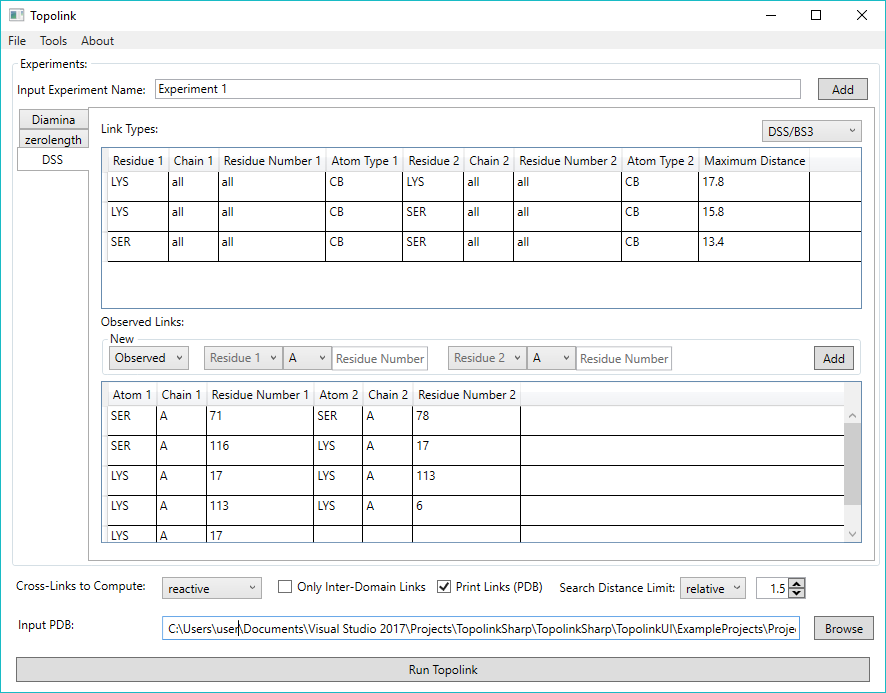 Topolink
File Tools About
Experiments:
Input Experiment Name: Experiment 1 Add
Diamina
zerolength
DSS
Link Types: DSS/BS3
Residue 1 Chain 1 Residue Number 1 Atom Type 1 Residue 2 Chain 2 Residue Number 2 Atom Type 2 Maximum Distance
LYS all all CB LYS all all CB 17.8
LYS all all CB SER all all CB 15.8
SER all all CB SER all all CB 13.4
Observed Links:
New
Observed Residue 1 A Residue Number Residue 2 A Residue Number Add
Atom 1 Chain 1 Residue Number 1 Atom 2 Chain 2 Residue Number 2
SER A 71 SER A 78
SER A 116 LYS A 17
LYS A 17 LYS A 113
LYS A 113 LYS A 6
LYS A 17
Cross-Links to Compute: reactive Only Inter-Domain Links Print Links (PDB) Search Distance Limit: relative 1.5
Input PDB: C:\Users\user\Documents\Visual Studio 2017\Projects\TopolinkSharp\TopolinkSharp\TopolinkUI\ExampleProjects\Proje Browse
Run Topolink